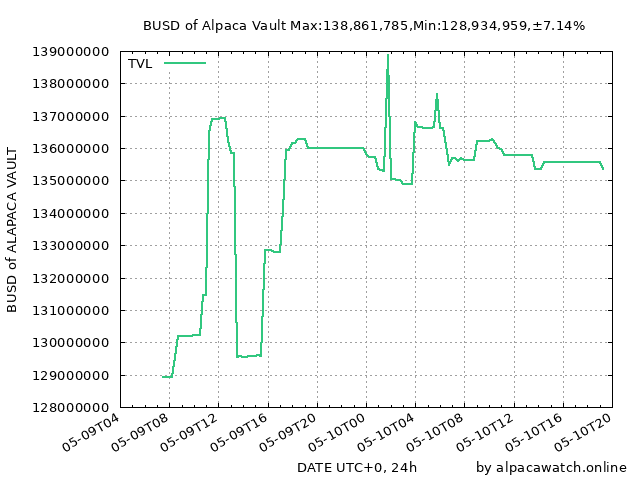 BUSD of Alpaca Vault Max:138,861,785,Min:128,934,959,±7.14%
TVL
139000000
138000000
137000000
136000000
135000000
134000000
133000000
132000000
131000000
130000000
129000000
128000000
BUSD of ALAPACA VAULT
05-09T04
05-09T08
05-09T12
05-09T16
05-09T20
05-10T00
05-10T04
05-10T08
05-10T12
05-10T16
05-10T20
DATE UTC+0, 24h
by alpacawatch.online